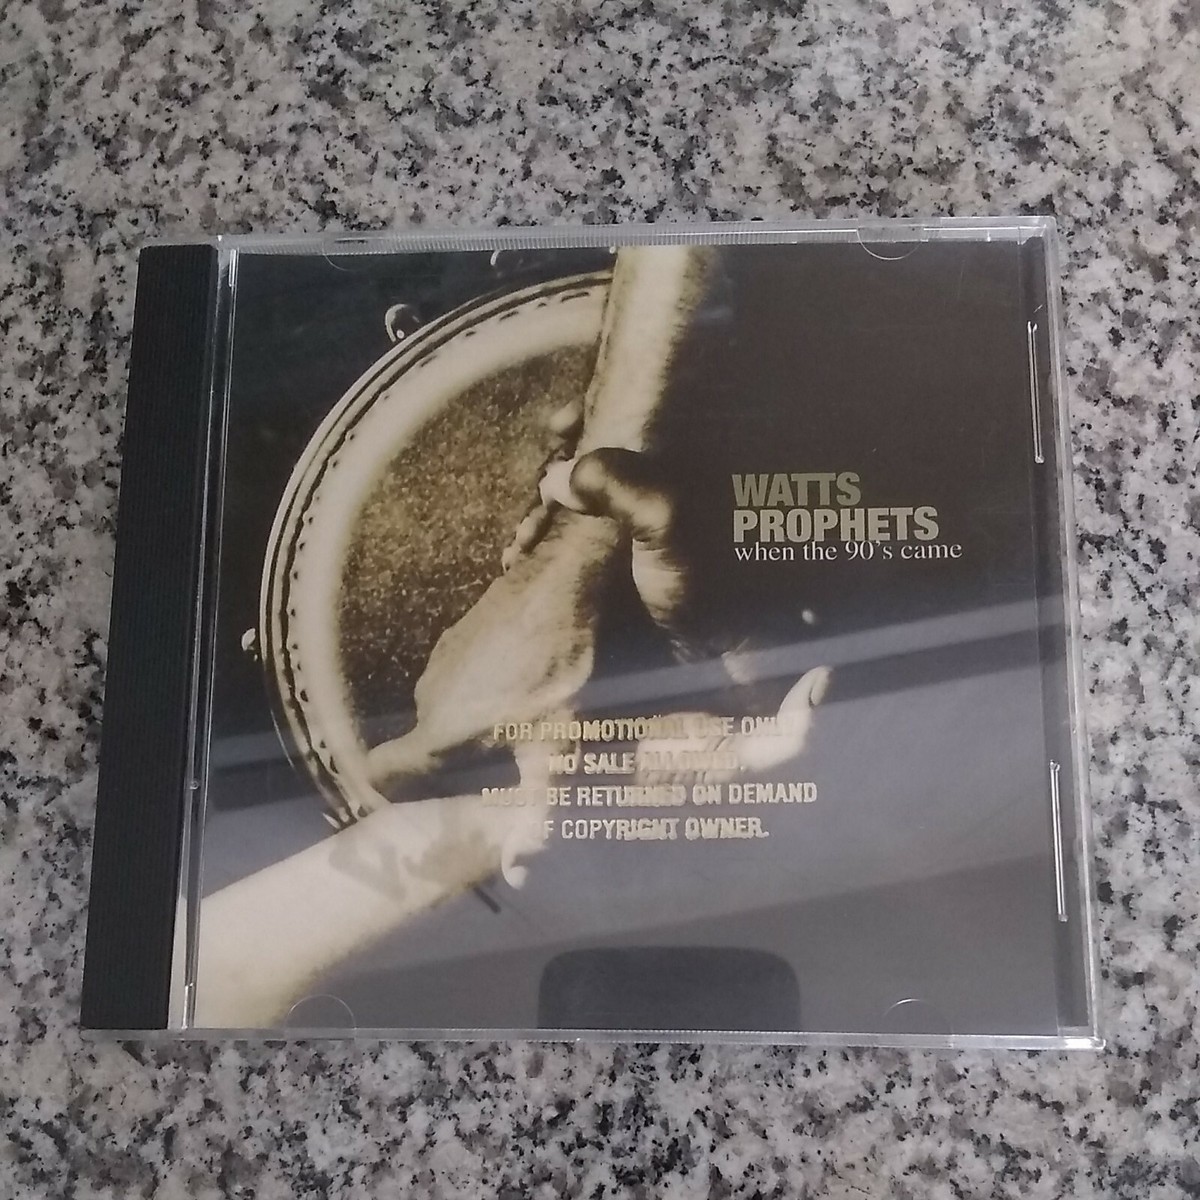 WATTS
PROPHETS
when the 90's came
FOR PROMOTIONAL USE ONLY
NO SALE ALLOWED.
MUST BE RETURNED ON DEMAND
OF COPYRIGHT OWNER.